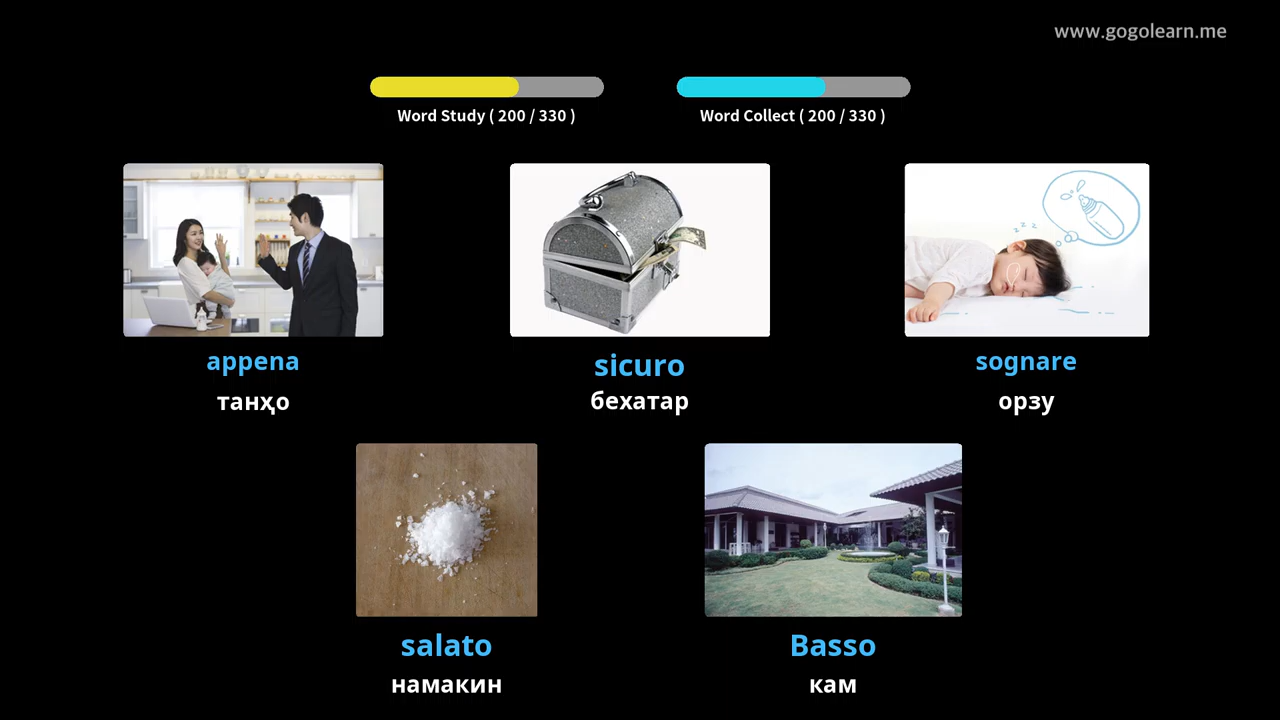 www.gogolearn.me
Word Study ( 200 / 330 )
Word Collect ( 200 / 330 )
appena
танҳо
sicuro
бехатар
sognare
орзу
salato
намакин
Basso
кам